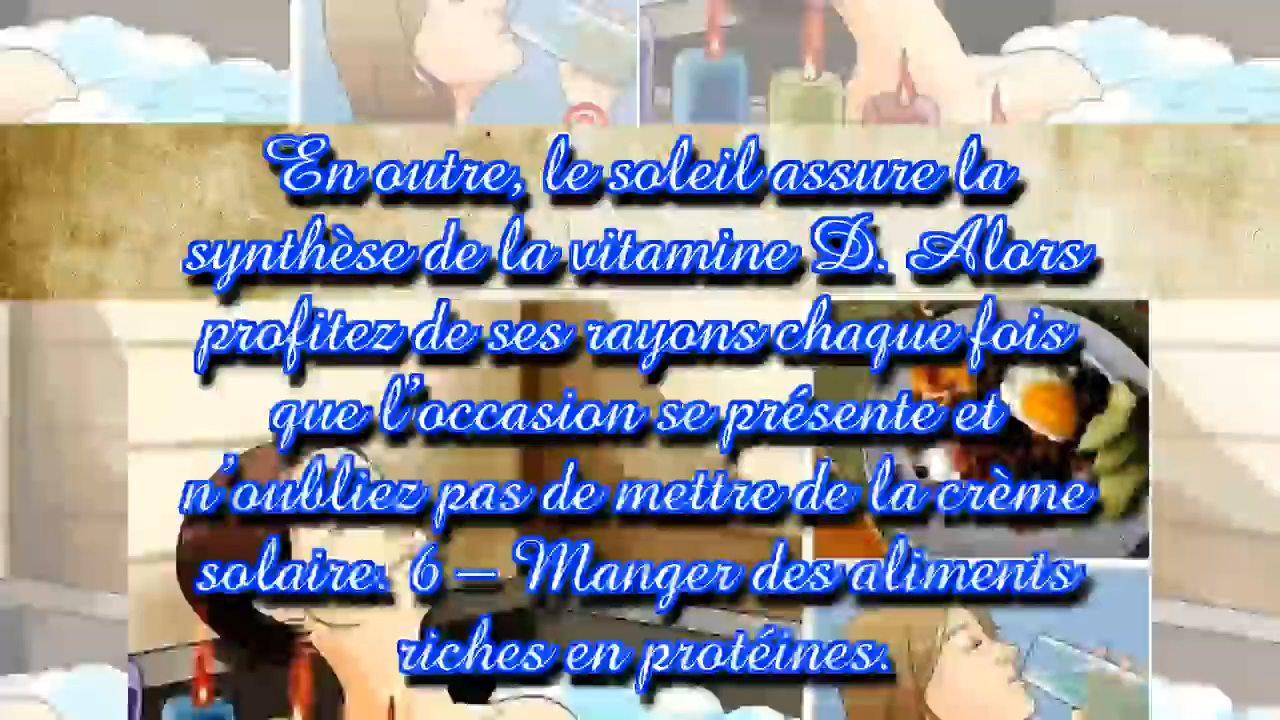 En outre, le soleil assure la
synthèse de la vitamine D. Alors
profitez de ses rayons chaque fois
que l'occasion se présente et
n'oubliez pas de mettre de la crème
solaire. 6 – Manger des aliments
riches en protéines.